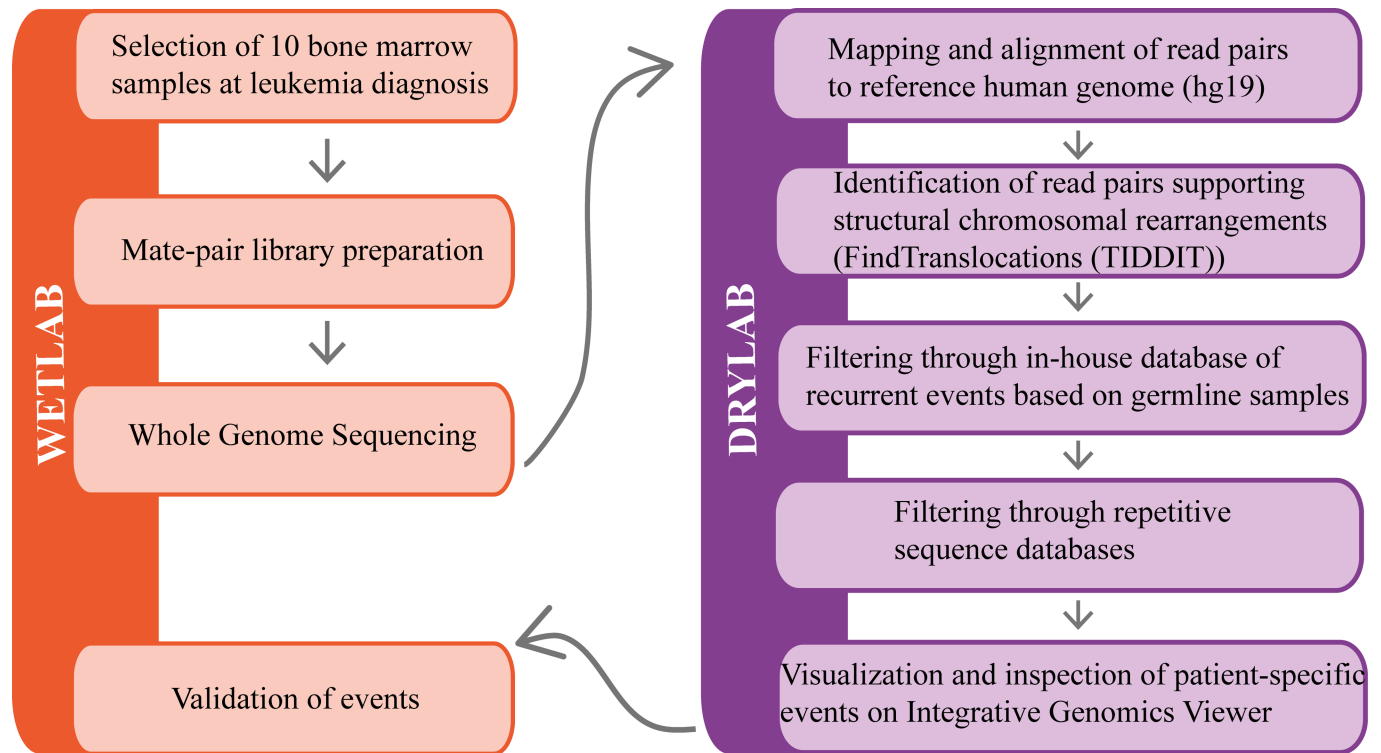 WETLAB
Selection of 10 bone marrow
samples at leukemia diagnosis
Mate-pair library preparation
Whole Genome Sequencing
Validation of events
DRYLAB
Mapping and alignment of read pairs
to reference human genome (hg19)
Identification of read pairs supporting
structural chromosomal rearrangements
(FindTranslocations (TIDDIT))
Filtering through in-house database of
recurrent events based on germline samples
Filtering through repetitive
sequence databases
Visualization and inspection of patient-specific
events on Integrative Genomics Viewer